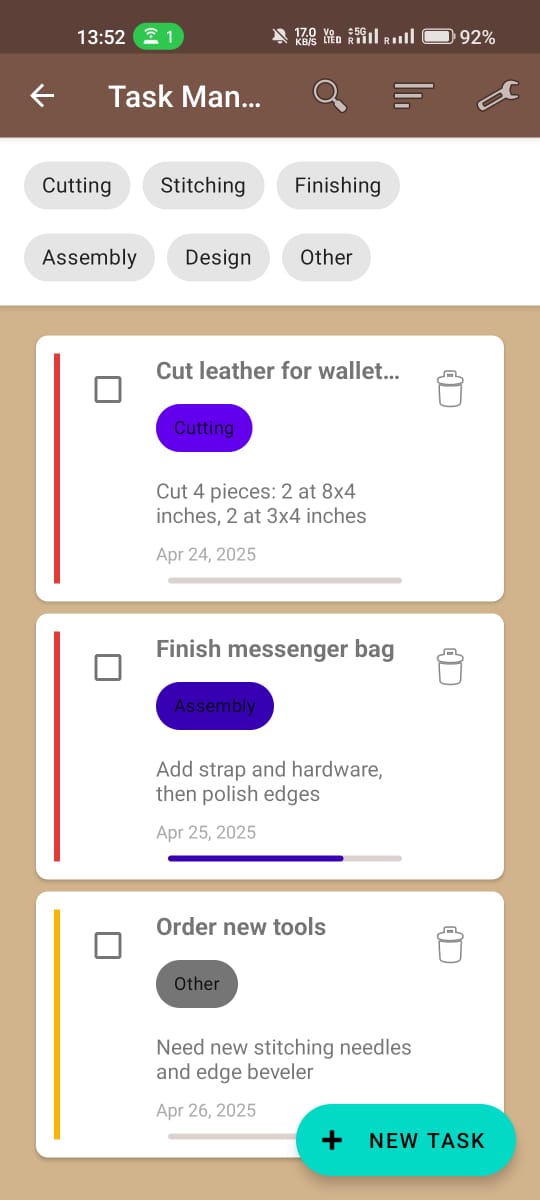 13:52 1 17.0 KB/S Vo LTE D 5G R R 92%
Task Man...
Cutting Stitching Finishing
Assembly Design Other
Cut leather for wallet...
Cutting
Cut 4 pieces: 2 at 8x4
inches, 2 at 3x4 inches
Apr 24, 2025
Finish messenger bag
Assembly
Add strap and hardware,
then polish edges
Apr 25, 2025
Order new tools
Other
Need new stitching needles
and edge beveler
Apr 26, 2025
+ NEW TASK